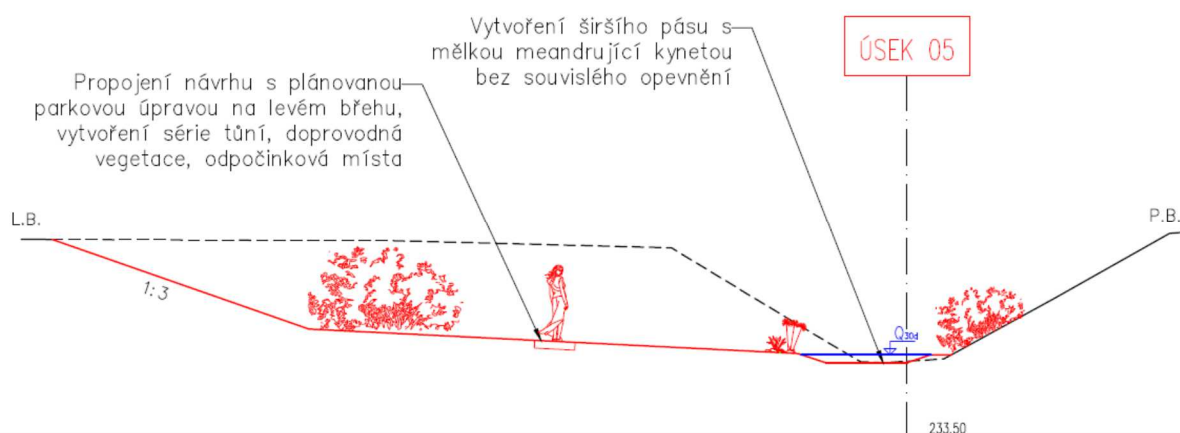 Vytvoření širšího pásu s
mělkou meandrující kynetou
bez souvislého opevnění
ÚSEK 05
Propojení návrhu s plánovanou
parkovou úpravou na levém břehu,
vytvoření série tůní, doprovodná
vegetace, odpočinková místa
L.B.
P.B.
1:3
Q30d
233.50